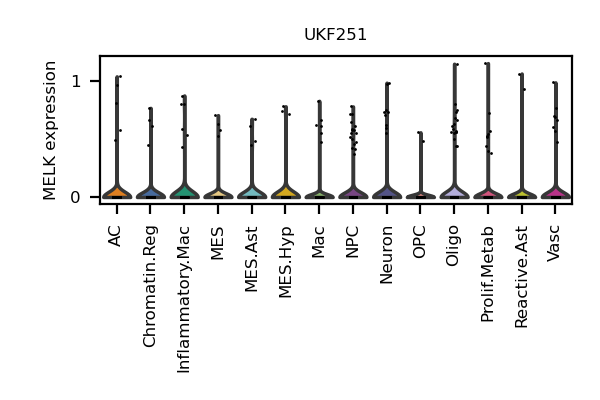 UKF251
MELK expression
1
0
AC
Chromatin.Reg
Inflammatory.Mac
MES
MES.Ast
MES.Hyp
Mac
NPC
Neuron
OPC
Oligo
Prolif.Metab
Reactive.Ast
Vasc